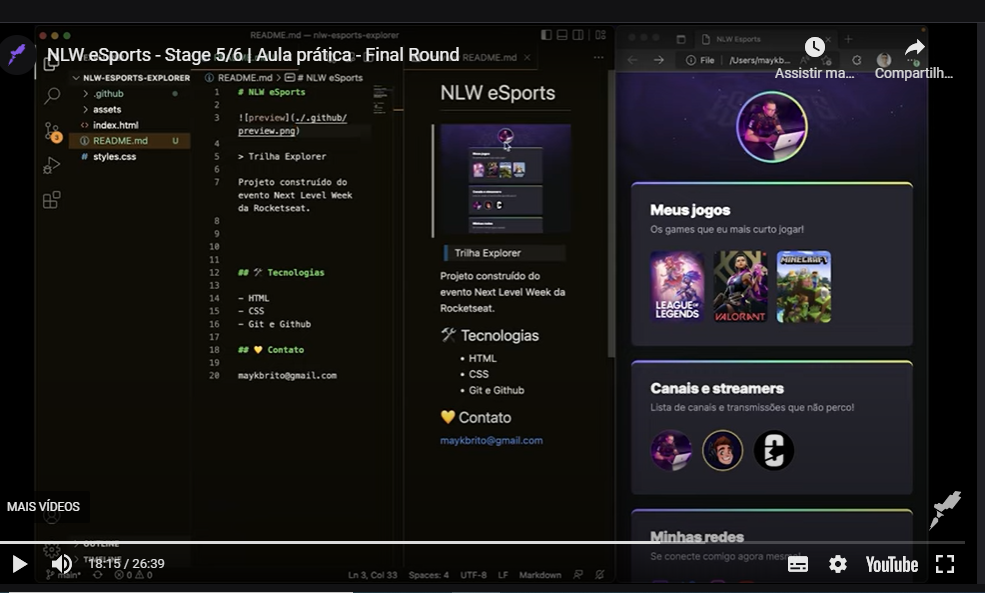 README.md — nlw-esports-explorer
NLW eSports - Stage 5/6 | Aula prática - Final Round
README.md
NLW Esports
File
/Users/maykb...
Assistir ma...
Compartilh...
NLW-ESPORTS-EXPLORER
.github
assets
index.html
README.md U
styles.css
README.md > # NLW eSports
1 # NLW eSports
2
3 ![preview](./.github/
preview.png)
4
5 > Trilha Explorer
6
7 Projeto construído do
evento Next Level Week
da Rocketseat.
8
9
10
11
12 ## 🛠 Tecnologias
13
14 - HTML
15 - CSS
16 - Git e Github
17
18 ## 💛 Contato
19
20 maykbrito@gmail.com
NLW eSports
Trilha Explorer
Projeto construído do
evento Next Level Week da
Rocketseat.
🛠 Tecnologias
• HTML
• CSS
• Git e Github
💛 Contato
maykbrito@gmail.com
Meus jogos
Os games que eu mais curto jogar!
LEAGUE OF
LEGENDS
VALORANT
MINECRAFT
Canais e streamers
Lista de canais e transmissões que não perco!
Minhas redes
Se conecte comigo agora mesmo!
MAIS VÍDEOS
OUTLINE
TIMELINE
18:15 / 26:39
YouTube
main*
0 0
Ln 3, Col 33
Spaces: 4
UTF-8
LF
Markdown